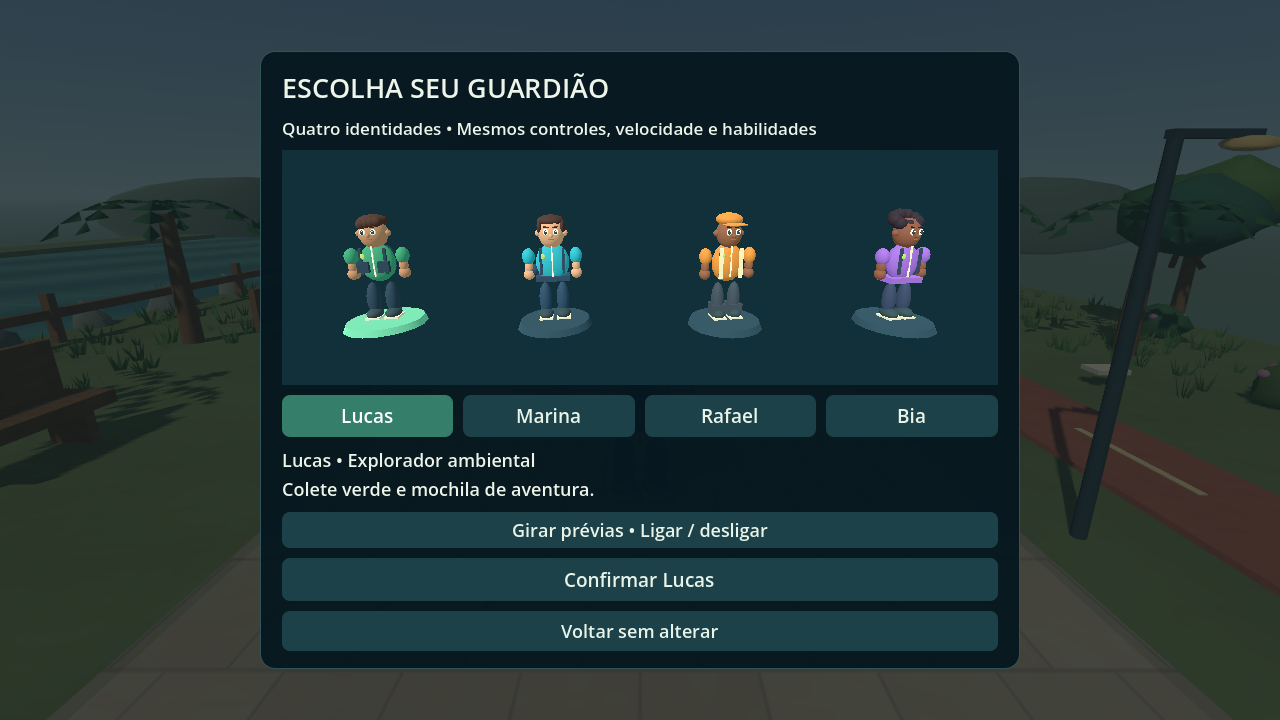 ESCOLHA SEU GUARDIÃO
Quatro identidades • Mesmos controles, velocidade e habilidades
Lucas
Marina
Rafael
Bia
Lucas • Explorador ambiental
Colete verde e mochila de aventura.
Girar prévias • Ligar / desligar
Confirmar Lucas
Voltar sem alterar